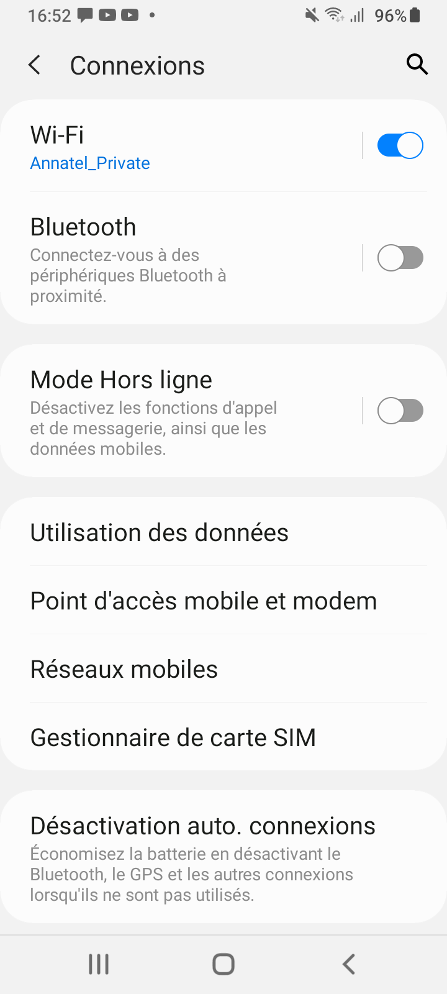 16:52 96%
Connexions
Wi-Fi
Annatel_Private
Bluetooth
Connectez-vous à des
périphériques Bluetooth à
proximité.
Mode Hors ligne
Désactivez les fonctions d'appel
et de messagerie, ainsi que les
données mobiles.
Utilisation des données
Point d'accès mobile et modem
Réseaux mobiles
Gestionnaire de carte SIM
Désactivation auto. connexions
Économisez la batterie en désactivant le
Bluetooth, le GPS et les autres connexions
lorsqu'ils ne sont pas utilisés.